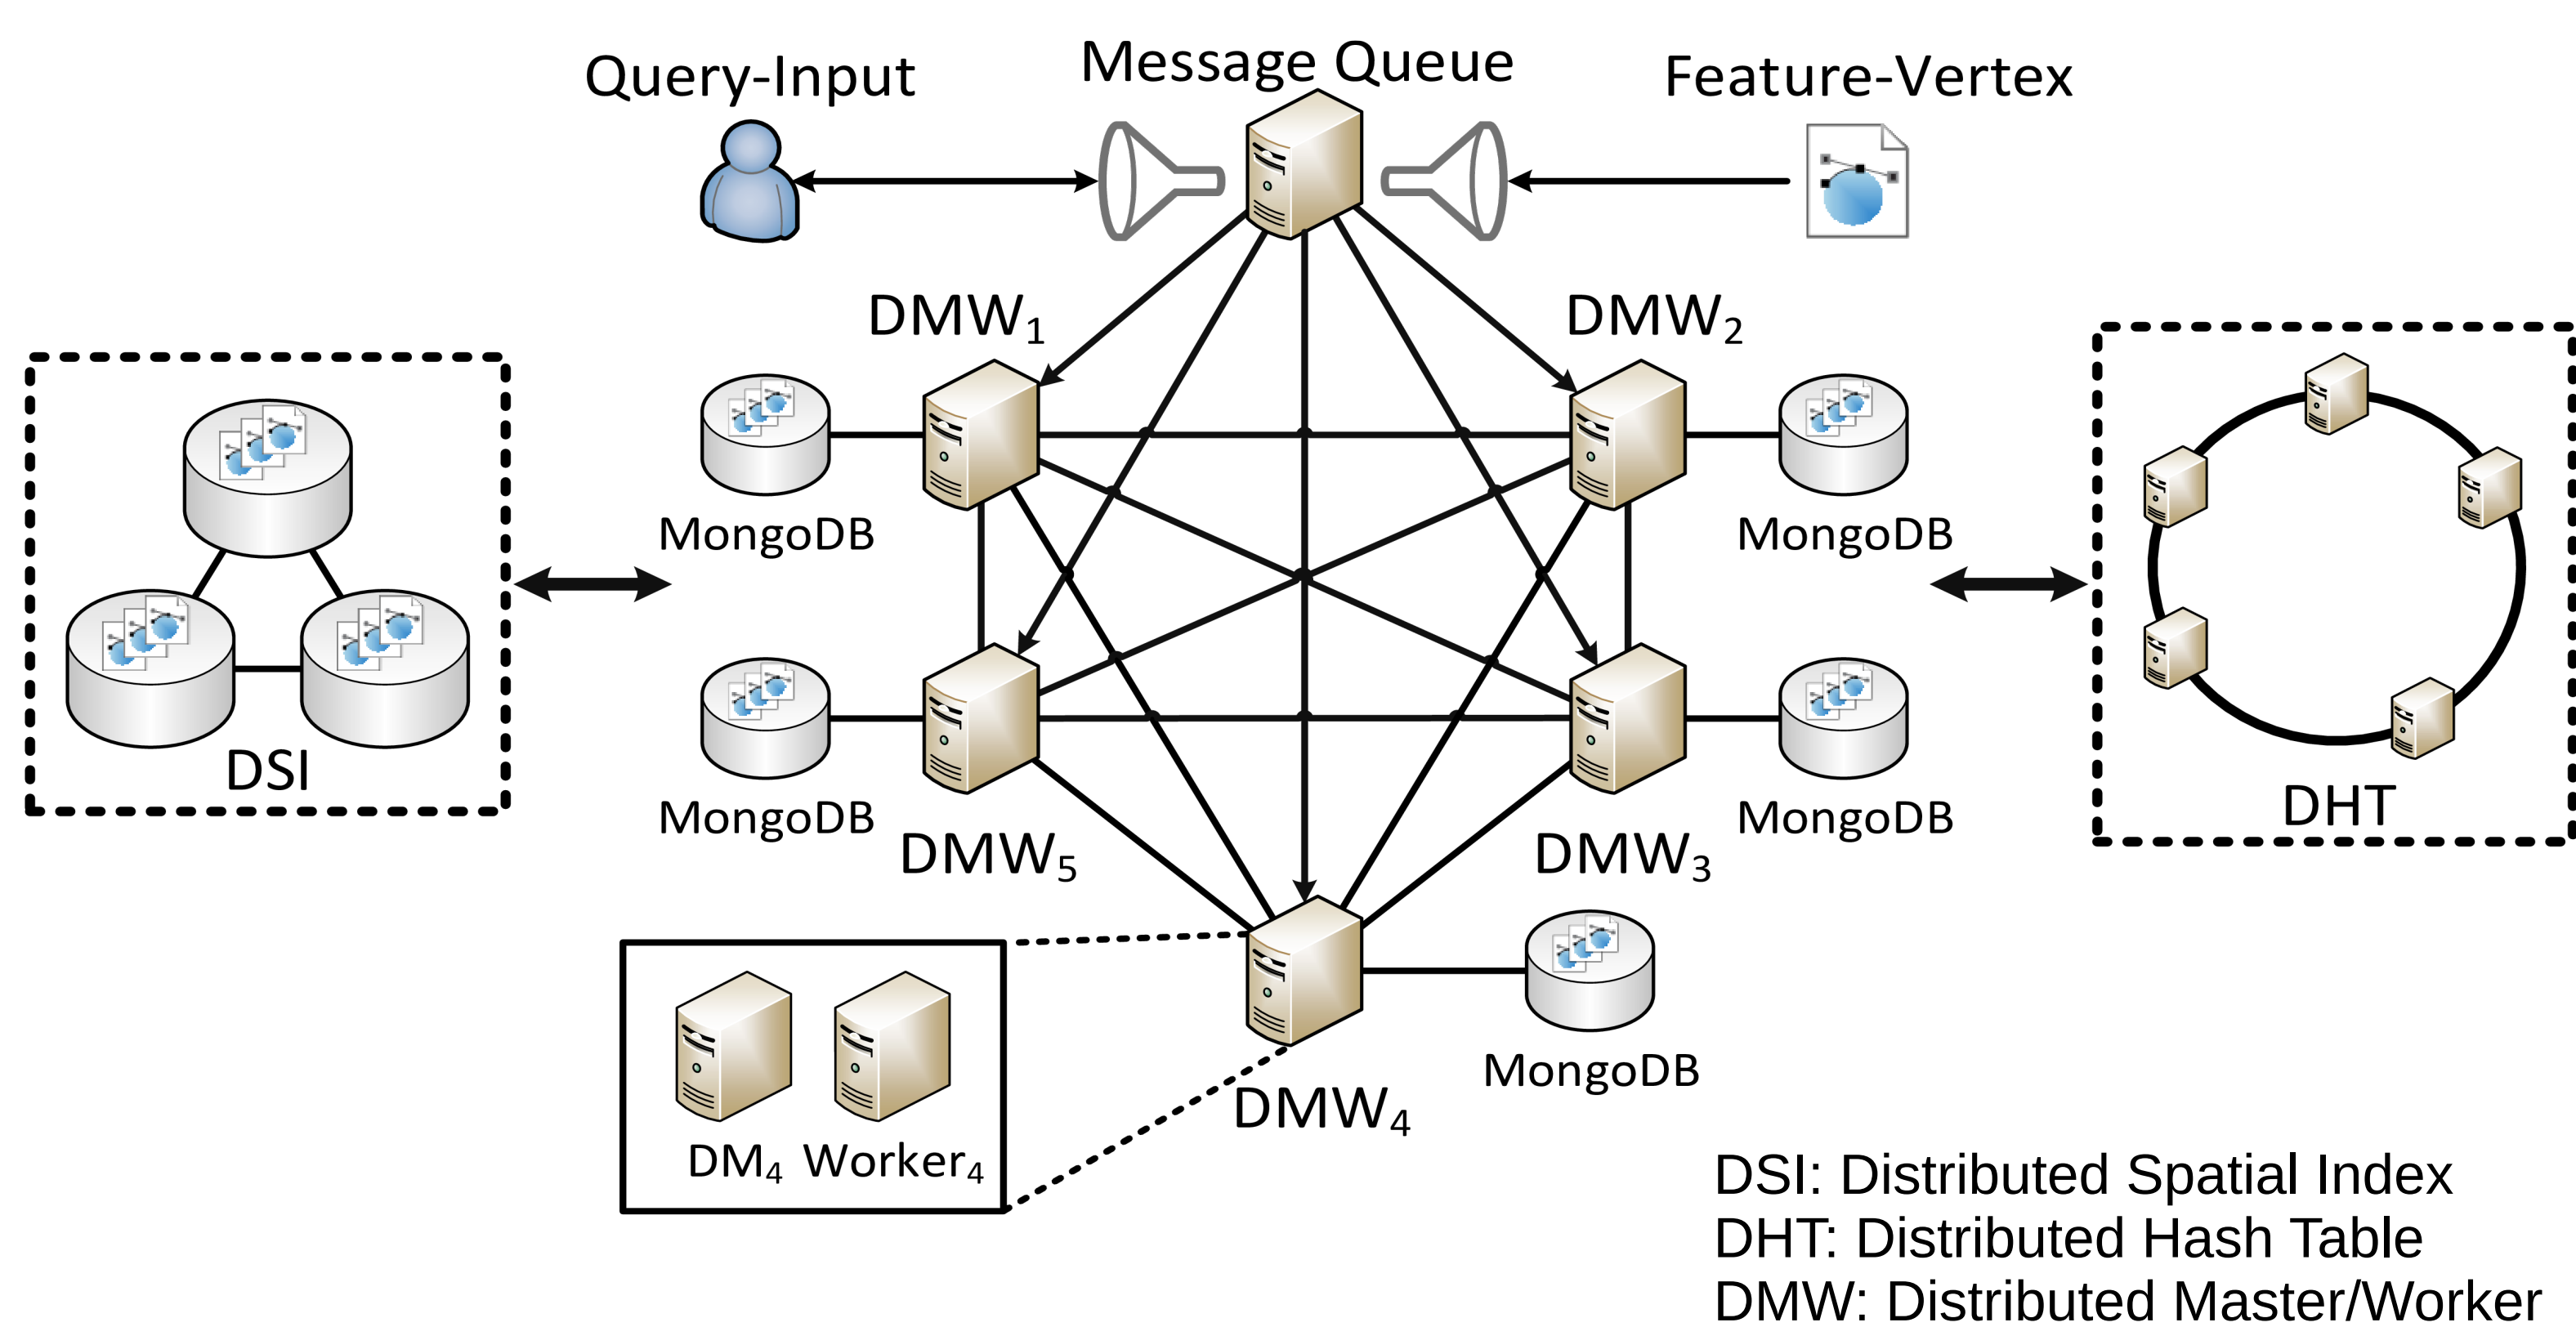 Query-Input
Message Queue
Feature-Vertex
DMW₁
DMW₂
MongoDB
MongoDB
DSI
MongoDB
MongoDB
DHT
DMW₅
DMW₃
MongoDB
DMW₄
DM₄ Worker₄
DSI: Distributed Spatial Index
DHT: Distributed Hash Table
DMW: Distributed Master/Worker